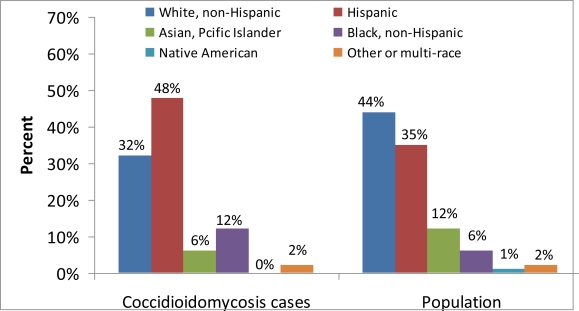 70%
60%
50%
40%
30%
20%
10%
0%
Percent
White, non-Hispanic
Hispanic
Asian, Pcific Islander
Black, non-Hispanic
Native American
Other or multi-race
32%
48%
6%
12%
0%
2%
44%
35%
12%
6%
1%
2%
Coccidioidomycosis cases
Population